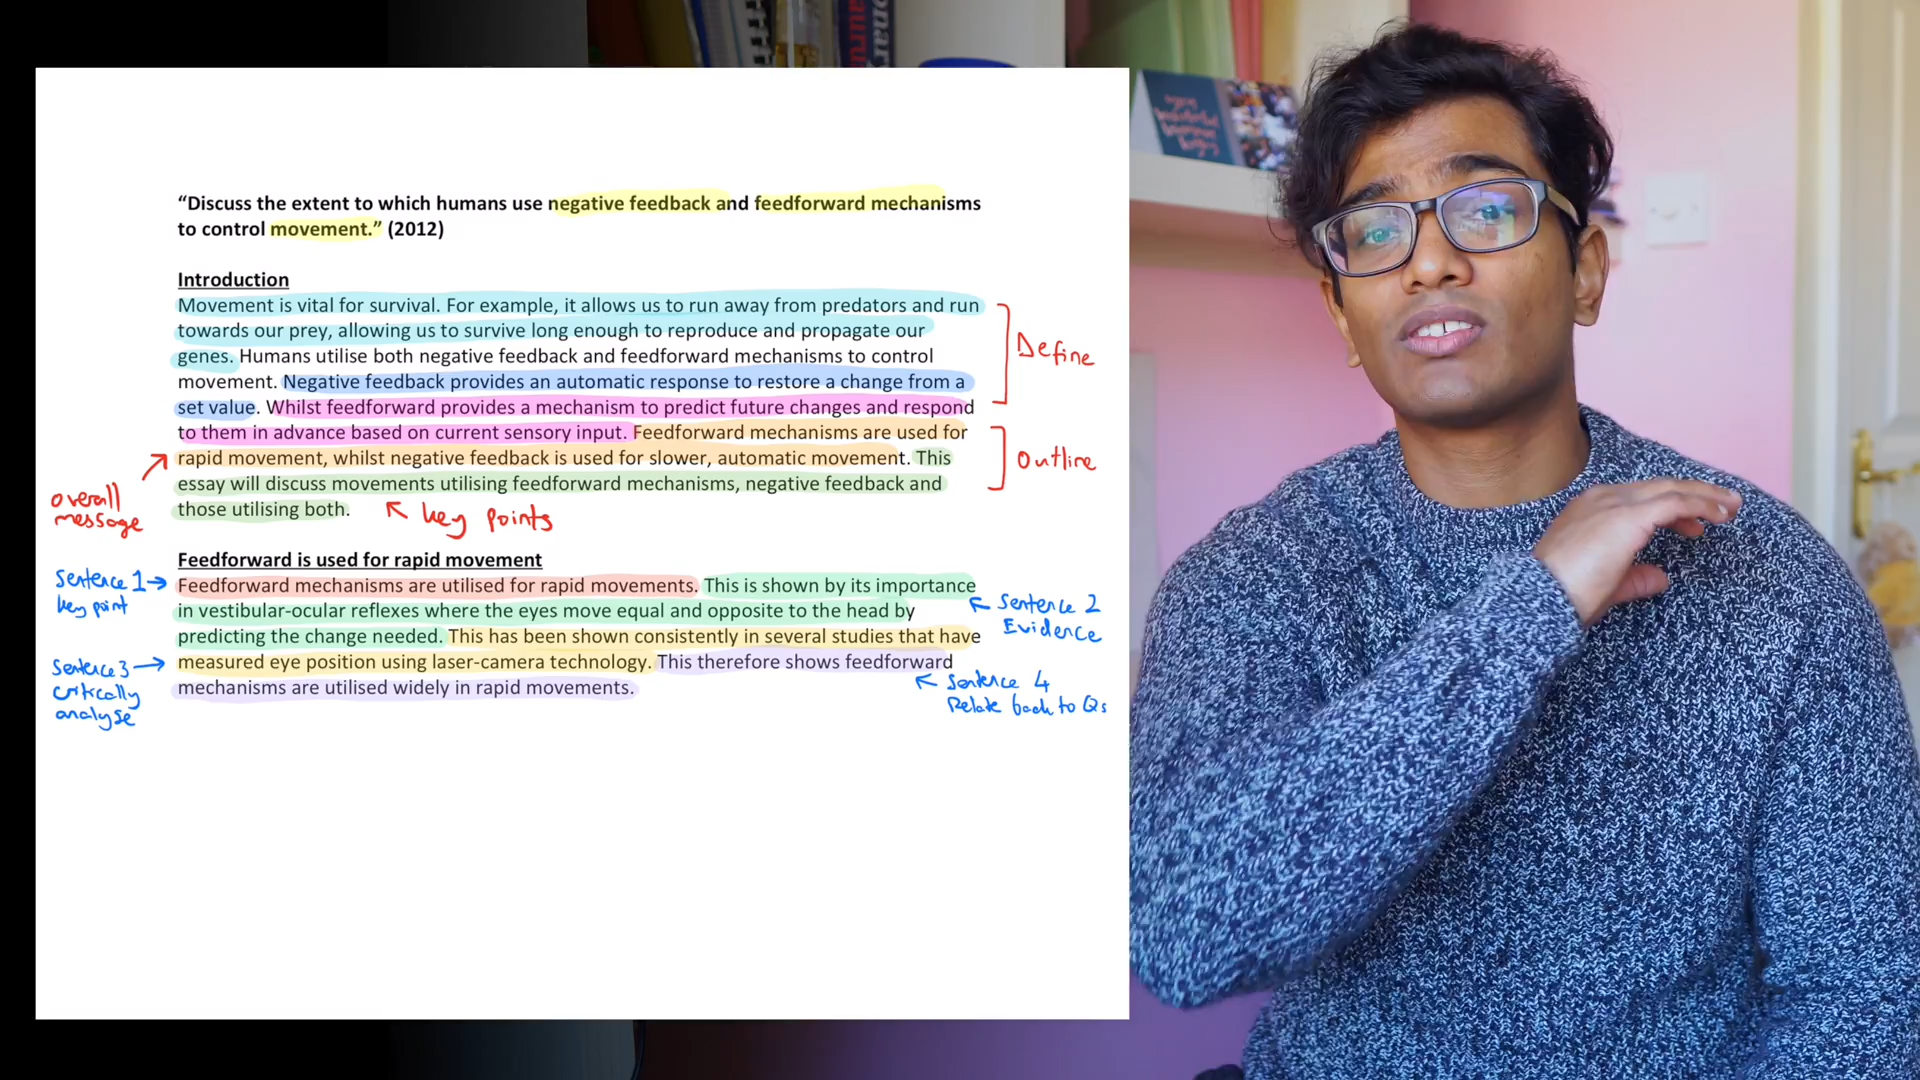 "Discuss the extent to which humans use negative feedback and feedforward mechanisms
to control movement." (2012)
Introduction
Movement is vital for survival. For example, it allows us to run away from predators and run
towards our prey, allowing us to survive long enough to reproduce and propagate our
genes. Humans utilise both negative feedback and feedforward mechanisms to control
movement. Negative feedback provides an automatic response to restore a change from a
set value. Whilst feedforward provides a mechanism to predict future changes and respond
to them in advance based on current sensory input. Feedforward mechanisms are used for
rapid movement, whilst negative feedback is used for slower, automatic movement. This
essay will discuss movements utilising feedforward mechanisms, negative feedback and
those utilising both.
Define
Outline
overall
message
key points
Feedforward is used for rapid movement
Feedforward mechanisms are utilised for rapid movements. This is shown by its importance
in vestibular-ocular reflexes where the eyes move equal and opposite to the head by
predicting the change needed. This has been shown consistently in several studies that have
measured eye position using laser-camera technology. This therefore shows feedforward
mechanisms are utilised widely in rapid movements.
Sentence 1
key point
Sentence 2
Evidence
Sentence 3
critically
analyse
Sentence 4
Relate back to Qs